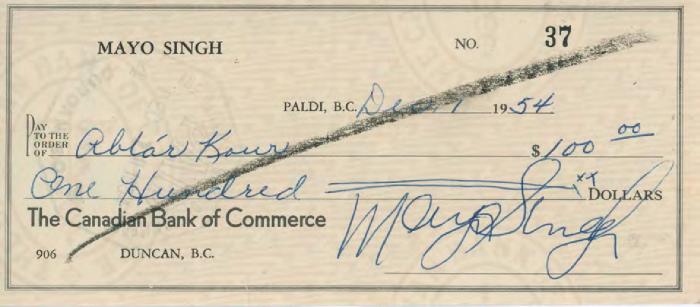 MAYO SINGH NO. 37
PALDI, B.C. Dec. 1 1954
PAY TO THE ORDER OF Abtár Kour $100 00
One Hundred xx DOLLARS
The Canadian Bank of Commerce
906 DUNCAN, B.C.
Mayo Singh